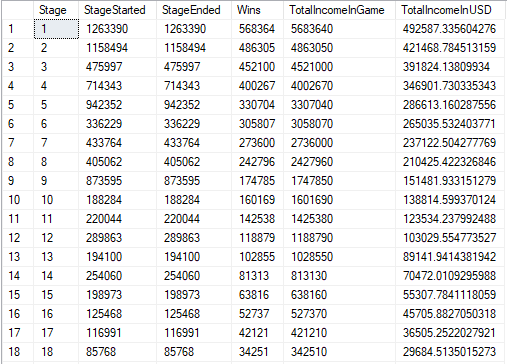 Stage StageStarted StageEnded Wins TotalIncomeInGame TotalIncomeInUSD
1 1 1263390 1263390 568364 5683640 492587.335604276
2 2 1158494 1158494 486305 4863050 421468.784513159
3 3 475997 475997 452100 4521000 391824.13809934
4 4 714343 714343 400267 4002670 346901.730335343
5 5 942352 942352 330704 3307040 286613.160287556
6 6 336229 336229 305807 3058070 265035.532403771
7 7 433764 433764 273600 2736000 237122.504277769
8 8 405062 405062 242796 2427960 210425.422326846
9 9 873595 873595 174785 1747850 151481.933151279
10 10 188284 188284 160169 1601690 138814.599370124
11 11 220044 220044 142538 1425380 123534.237992488
12 12 289863 289863 118879 1188790 103029.554773527
13 13 194100 194100 102855 1028550 89141.9414381942
14 14 254060 254060 81313 813130 70472.0109295988
15 15 198973 198973 63816 638160 55307.7841118059
16 16 125468 125468 52737 527370 45705.8827050318
17 17 116991 116991 42121 421210 36505.2522027921
18 18 85768 85768 34251 342510 29684.5135015273